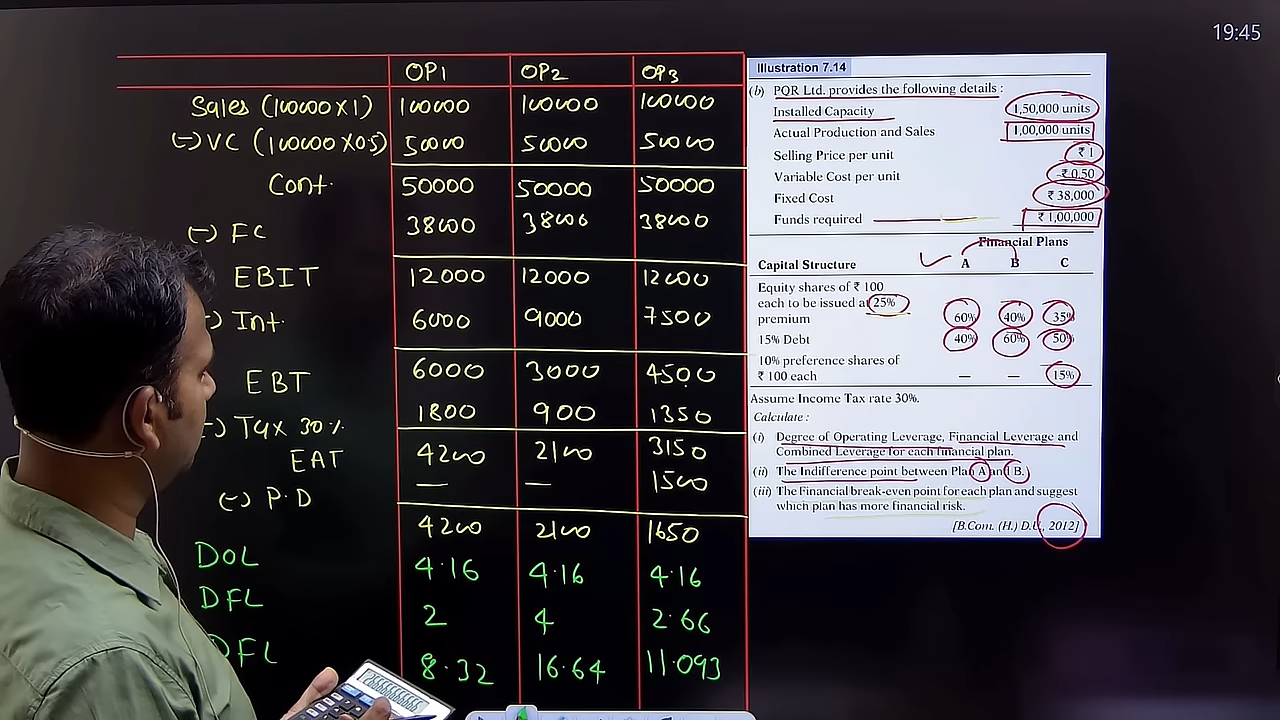 19:45
OP1 OP2 OP3
Sales (100000 X 1) 100000 100000 100000
(-) VC (100000 X 0.5) 50000 50000 50000
Cont. 50000 50000 50000
(-) FC 38000 38000 38000
EBIT 12000 12000 12000
-) Int. 6000 9000 7500
EBT 6000 3000 4500
-) Tax 30% 1800 900 1350
EAT 4200 2100 3150
(-) P.D — — 1500
4200 2100 1650
DOL 4.16 4.16 4.16
DFL 2 4 2.66
DFL 8.32 16.64 11.093
Illustration 7.14
(b) PQR Ltd. provides the following details :
Installed Capacity 1,50,000 units
Actual Production and Sales 1,00,000 units
Selling Price per unit ₹ 1
Variable Cost per unit ₹ 0.50
Fixed Cost ₹ 38,000
Funds required ₹ 1,00,000
Financial Plans
Capital Structure A B C
Equity shares of ₹ 100
each to be issued at 25%
premium 60% 40% 35%
15% Debt 40% 60% 50%
10% preference shares of
₹ 100 each — — 15%
Assume Income Tax rate 30%.
Calculate :
(i) Degree of Operating Leverage, Financial Leverage and
Combined Leverage for each financial plan.
(ii) The Indifference point between Plan A and B.
(iii) The Financial break-even point for each plan and suggest
which plan has more financial risk.
[B.Com. (H.) D.U., 2012]